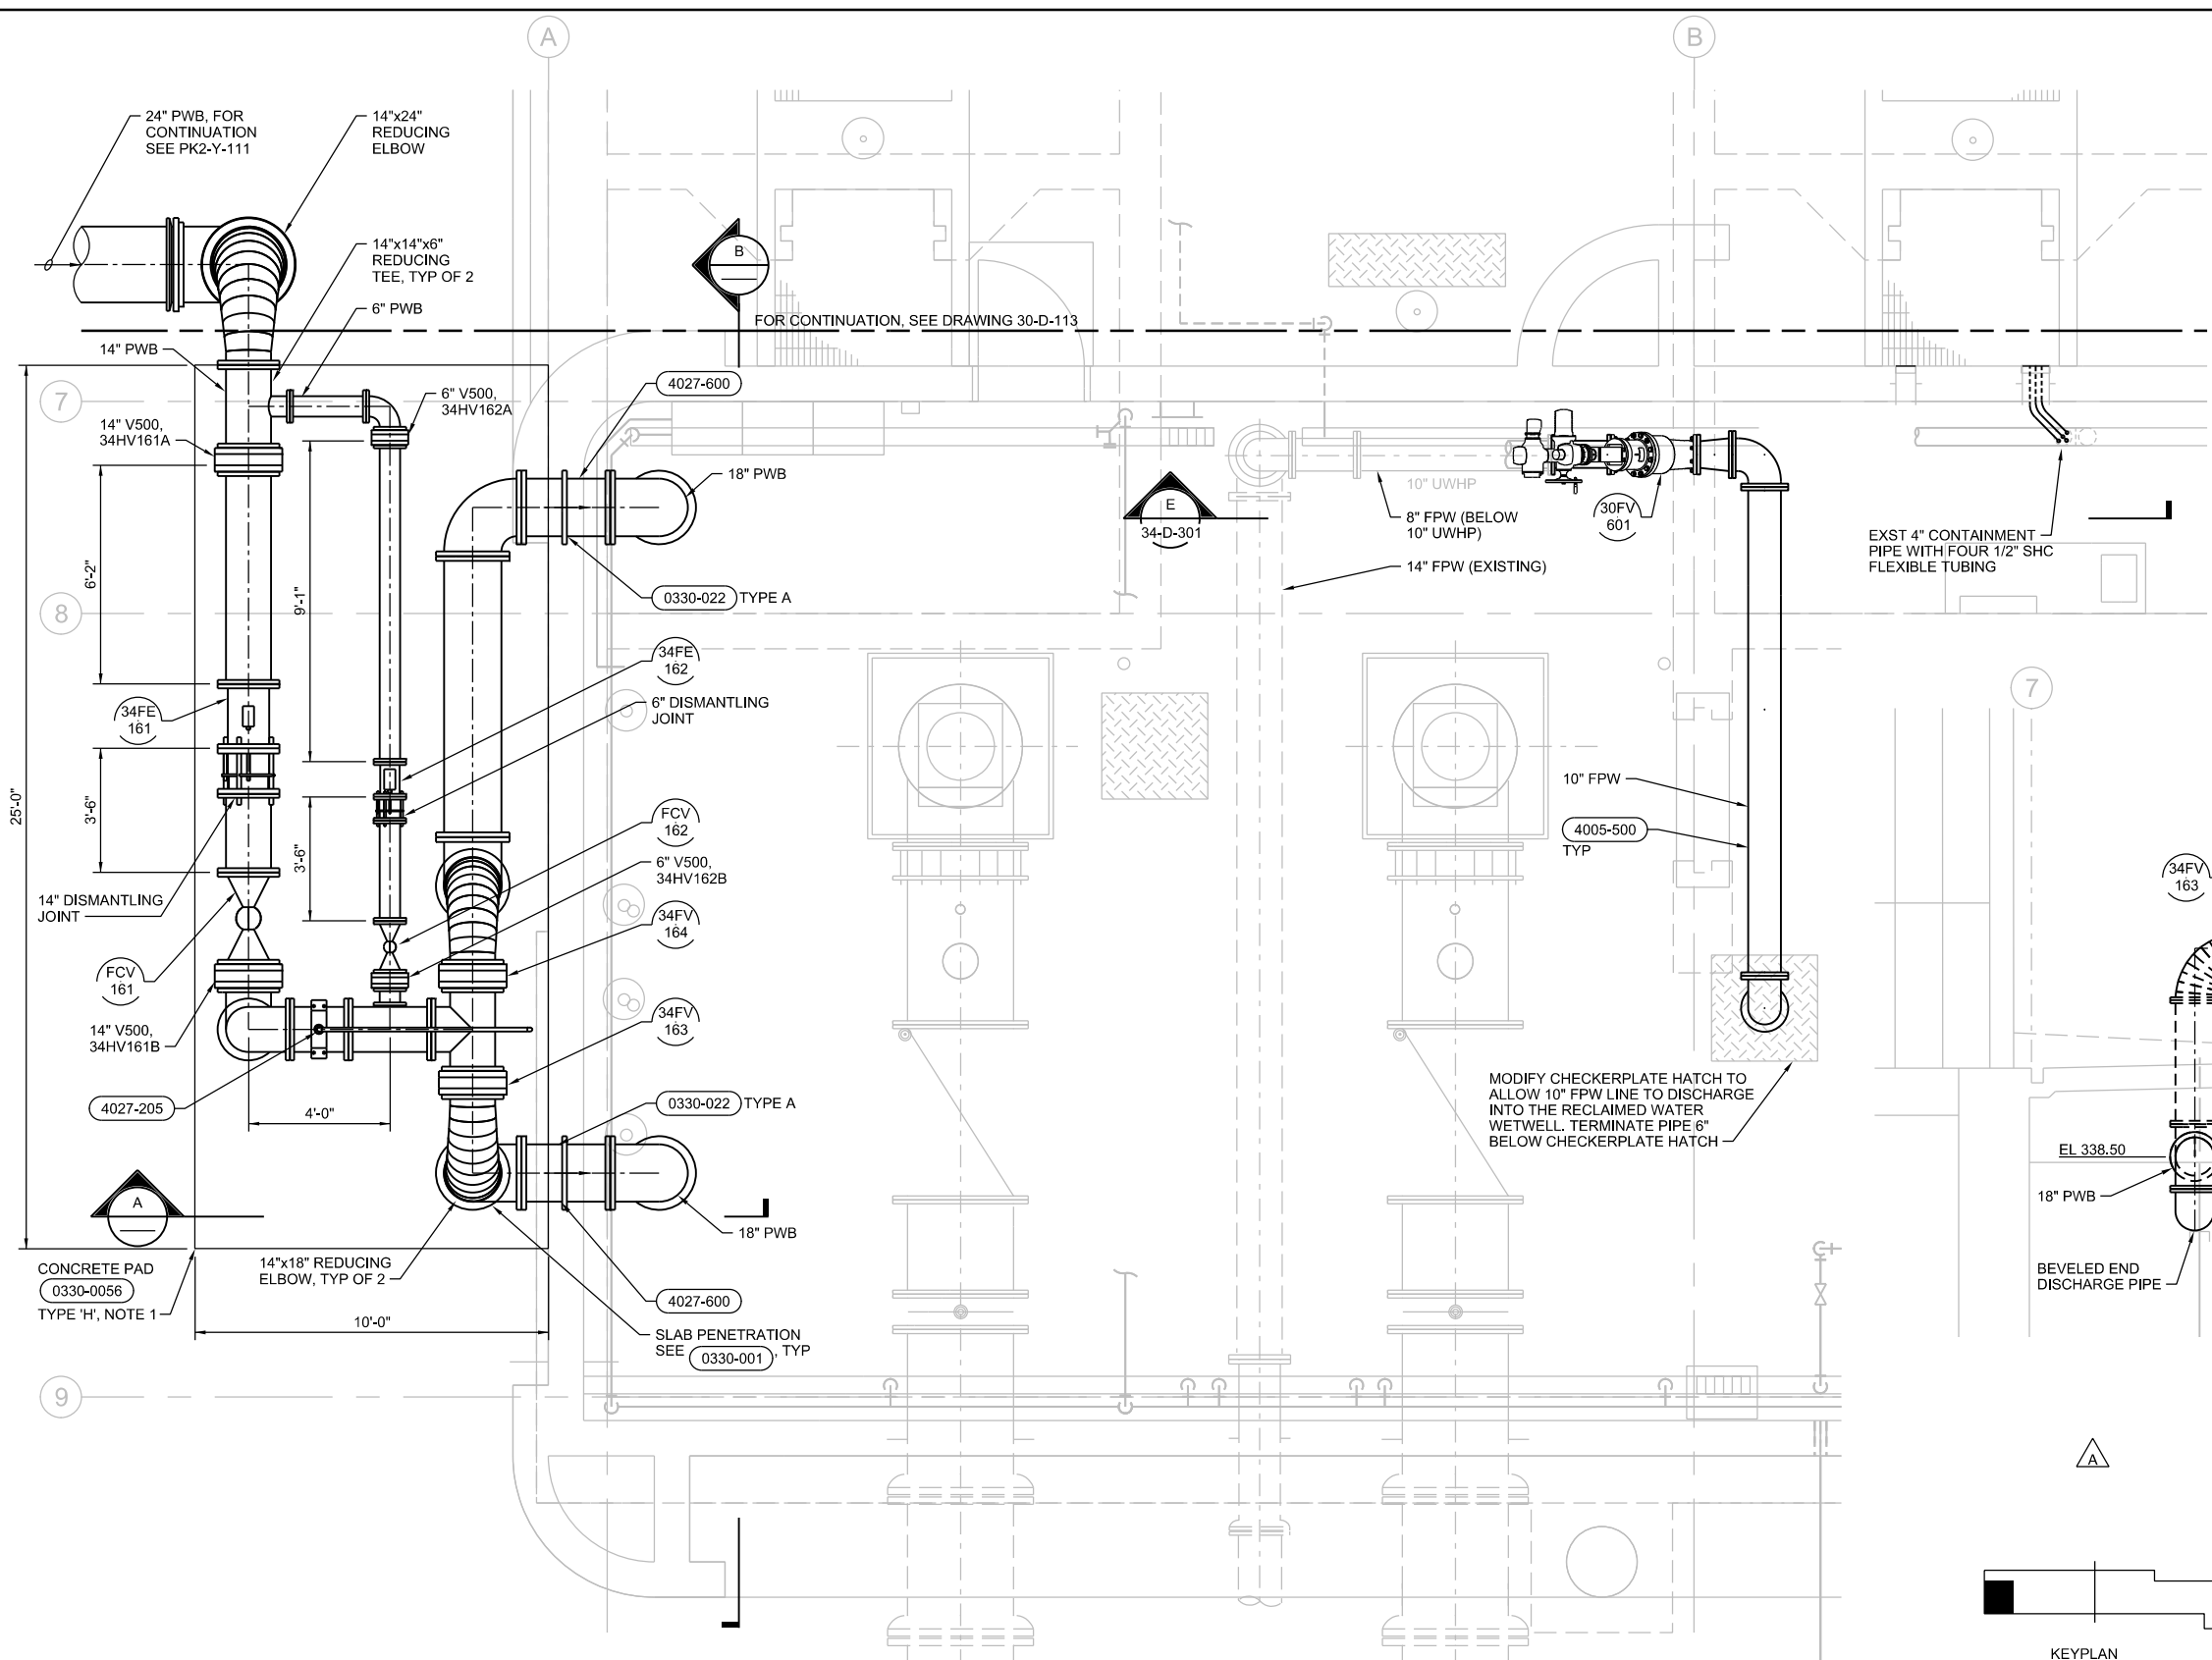 A
B
24" PWB, FOR
CONTINUATION
SEE PK2-Y-111
14"x24"
REDUCING
ELBOW
14"x14"x6"
REDUCING
TEE, TYP OF 2
6" PWB
B
FOR CONTINUATION, SEE DRAWING 30-D-113
14" PWB
7
6" V500,
34HV162A
4027-600
14" V500,
34HV161A
18" PWB
10" UWHP
8" FPW (BELOW
10" UWHP)
30FV
601
E
34-D-301
EXST 4" CONTAINMENT
PIPE WITH FOUR 1/2" SHC
FLEXIBLE TUBING
14" FPW (EXISTING)
6'-2"
9'-1"
0330-022 TYPE A
8
34FE
162
6" DISMANTLING
JOINT
7
34FE
161
25'-0"
3'-6"
3'-6"
10" FPW
4005-500
TYP
FCV
162
6" V500,
34HV162B
34FV
163
14" DISMANTLING
JOINT
34FV
164
FCV
161
34FV
163
14" V500,
34HV161B
4027-205
4'-0"
0330-022 TYPE A
MODIFY CHECKERPLATE HATCH TO
ALLOW 10" FPW LINE TO DISCHARGE
INTO THE RECLAIMED WATER
WETWELL. TERMINATE PIPE 6"
BELOW CHECKERPLATE HATCH
EL 338.50
18" PWB
A
18" PWB
CONCRETE PAD
0330-0056
TYPE 'H', NOTE 1
14"x18" REDUCING
ELBOW, TYP OF 2
4027-600
BEVELED END
DISCHARGE PIPE
10'-0"
SLAB PENETRATION
SEE 0330-001, TYP
9
A
KEYPLAN